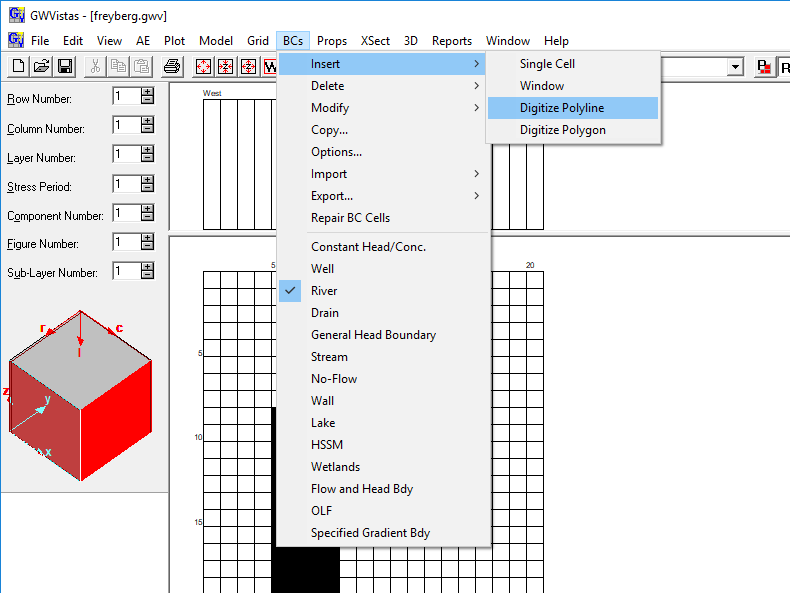 GWVistas - [freyberg.gwv]
File Edit View AE Plot Model Grid BCs Props XSect 3D Reports Window Help
Row Number: 1
Column Number: 1
Layer Number: 1
Stress Period: 1
Component Number: 1
Figure Number: 1
Sub-Layer Number: 1
r
c
l
z
y
x
West
5
20
5
10
15
Insert
Delete
Modify
Copy...
Options...
Import
Export...
Repair BC Cells
Constant Head/Conc.
Well
River
Drain
General Head Boundary
Stream
No-Flow
Wall
Lake
HSSM
Wetlands
Flow and Head Bdy
OLF
Specified Gradient Bdy
Single Cell
Window
Digitize Polyline
Digitize Polygon